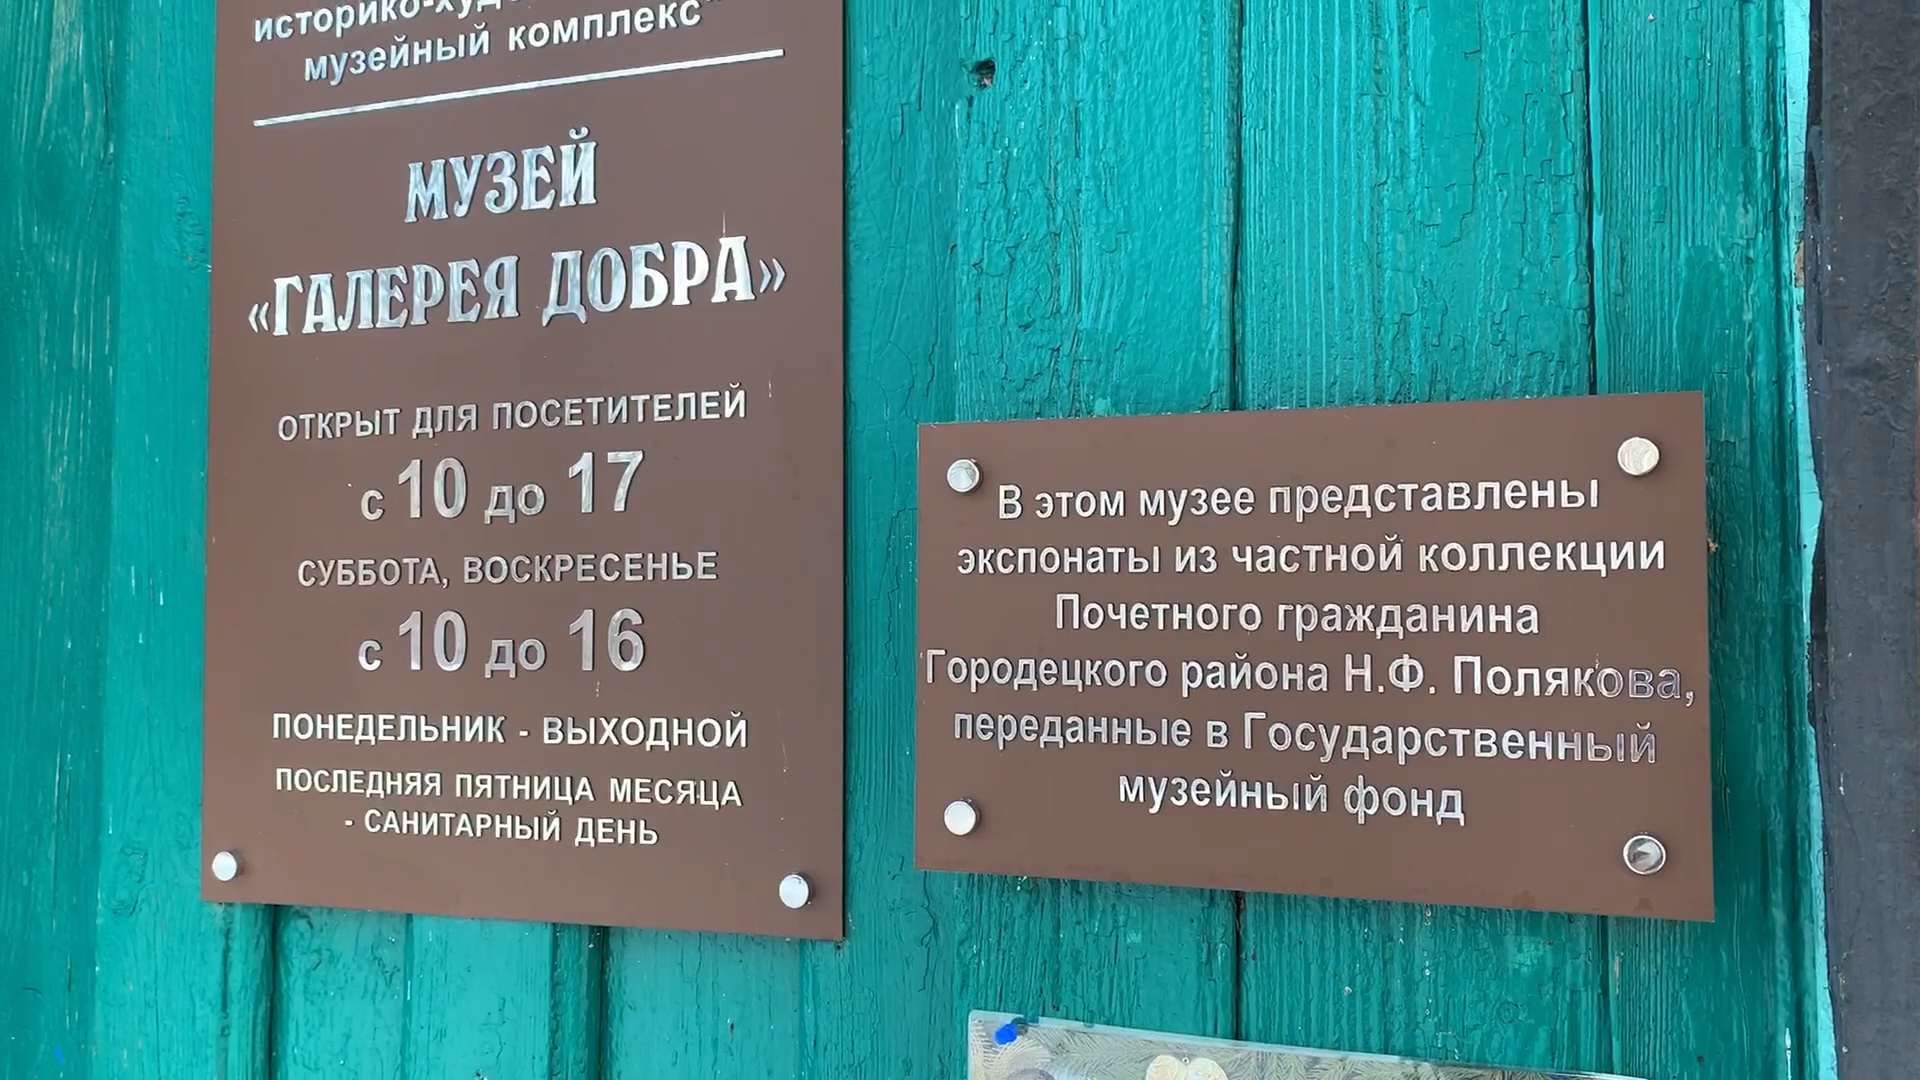 музейный комплекс"
МУЗЕЙ
«ГАЛЕРЕЯ ДОБРА»
ОТКРЫТ ДЛЯ ПОСЕТИТЕЛЕЙ
с 10 до 17
СУББОТА, ВОСКРЕСЕНЬЕ
с 10 до 16
ПОНЕДЕЛЬНИК - ВЫХОДНОЙ
ПОСЛЕДНЯЯ ПЯТНИЦА МЕСЯЦА
- САНИТАРНЫЙ ДЕНЬ
В этом музее представлены
экспонаты из частной коллекции
Почетного гражданина
Городецкого района Н.Ф. Полякова,
переданные в Государственный
музейный фонд